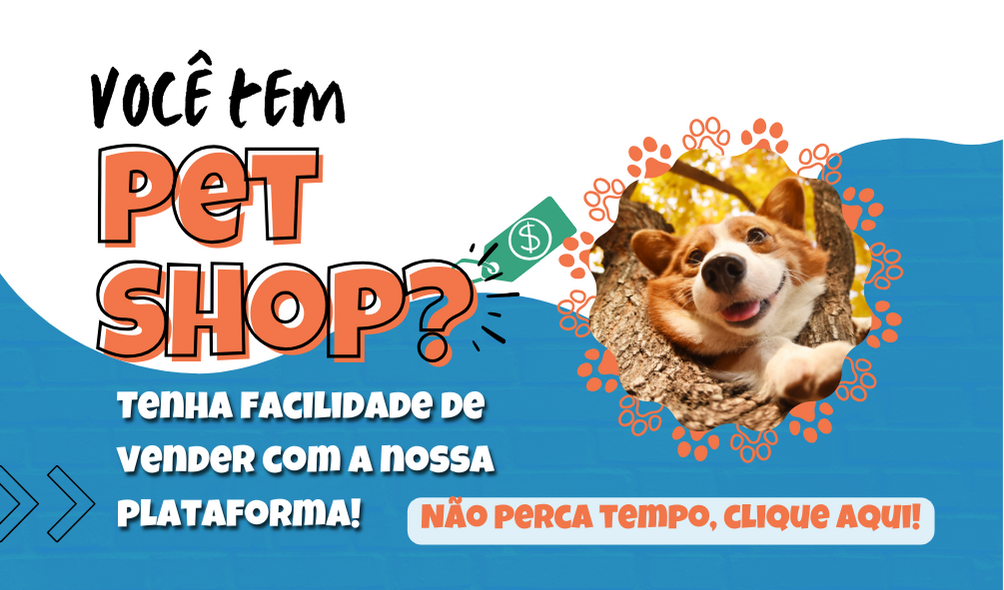 VOCÊ TEM
PET
SHOP?
$
TENHA FACILIDADE DE
VENDER COM A NOSSA
PLATAFORMA!
NÃO PERCA TEMPO, CLIQUE AQUI!